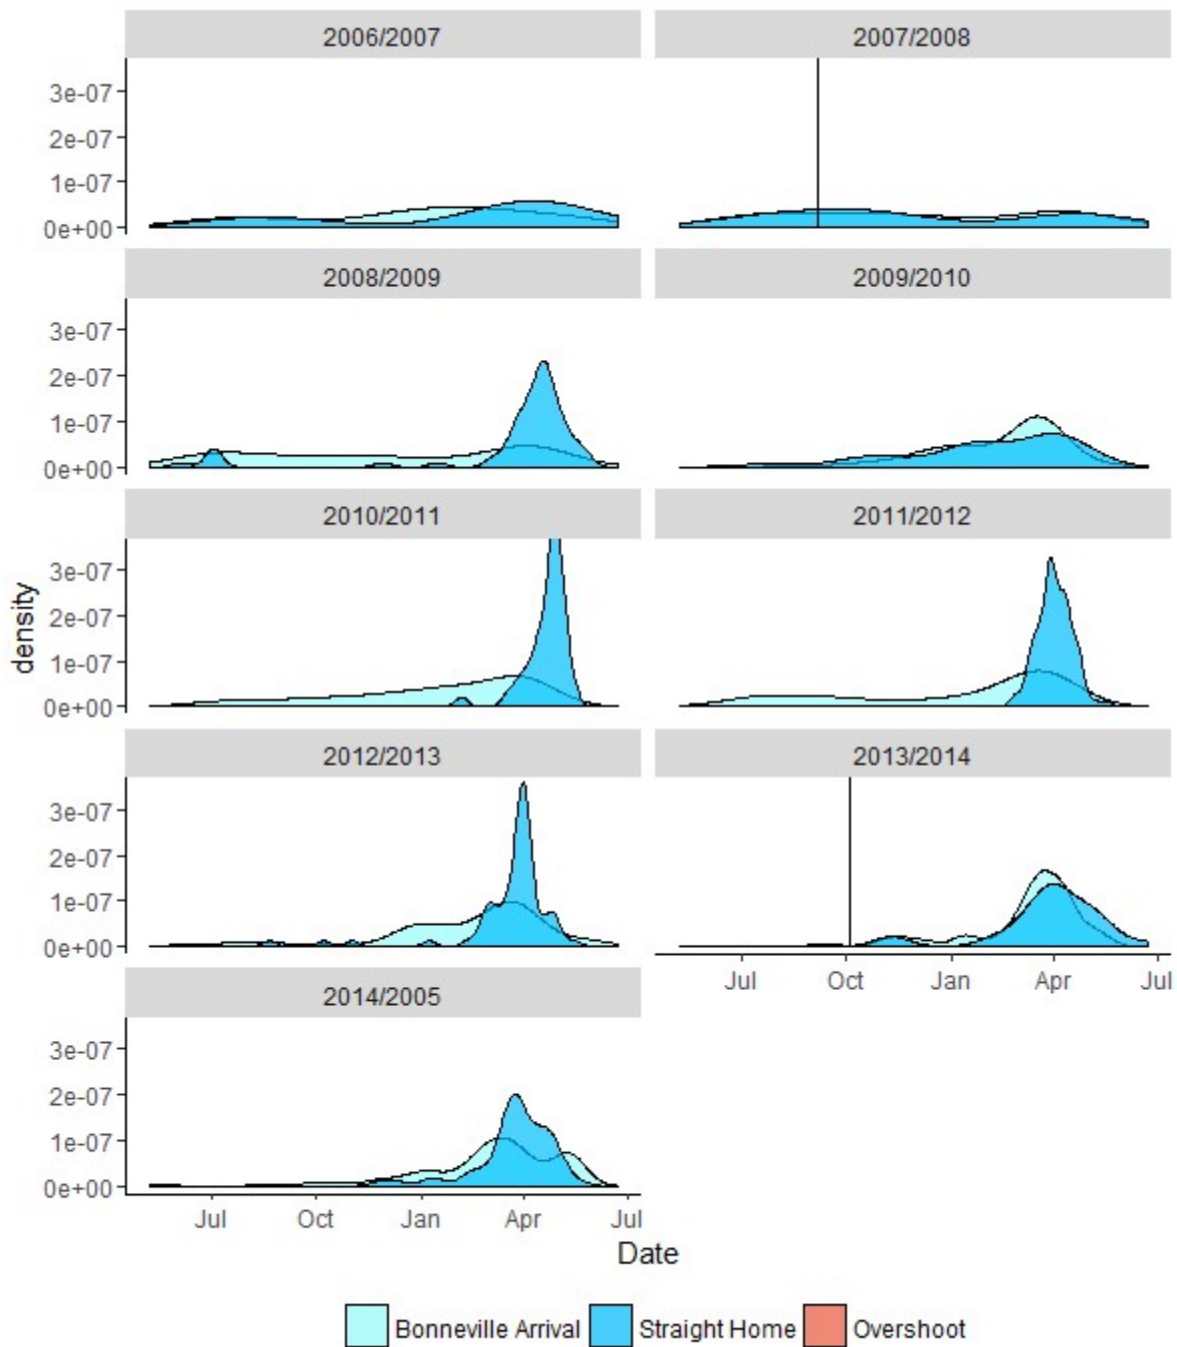 2006/2007 2007/2008
3e-07
2e-07
1e-07
0e+00
2008/2009 2009/2010
3e-07
2e-07
1e-07
0e+00
2010/2011 2011/2012
density
3e-07
2e-07
1e-07
0e+00
2012/2013 2013/2014
3e-07
2e-07
1e-07
0e+00
Jul Oct Jan Apr Jul
2014/2005
3e-07
2e-07
1e-07
0e+00
Jul Oct Jan Apr Jul
Date
Bonneville Arrival Straight Home Overshoot